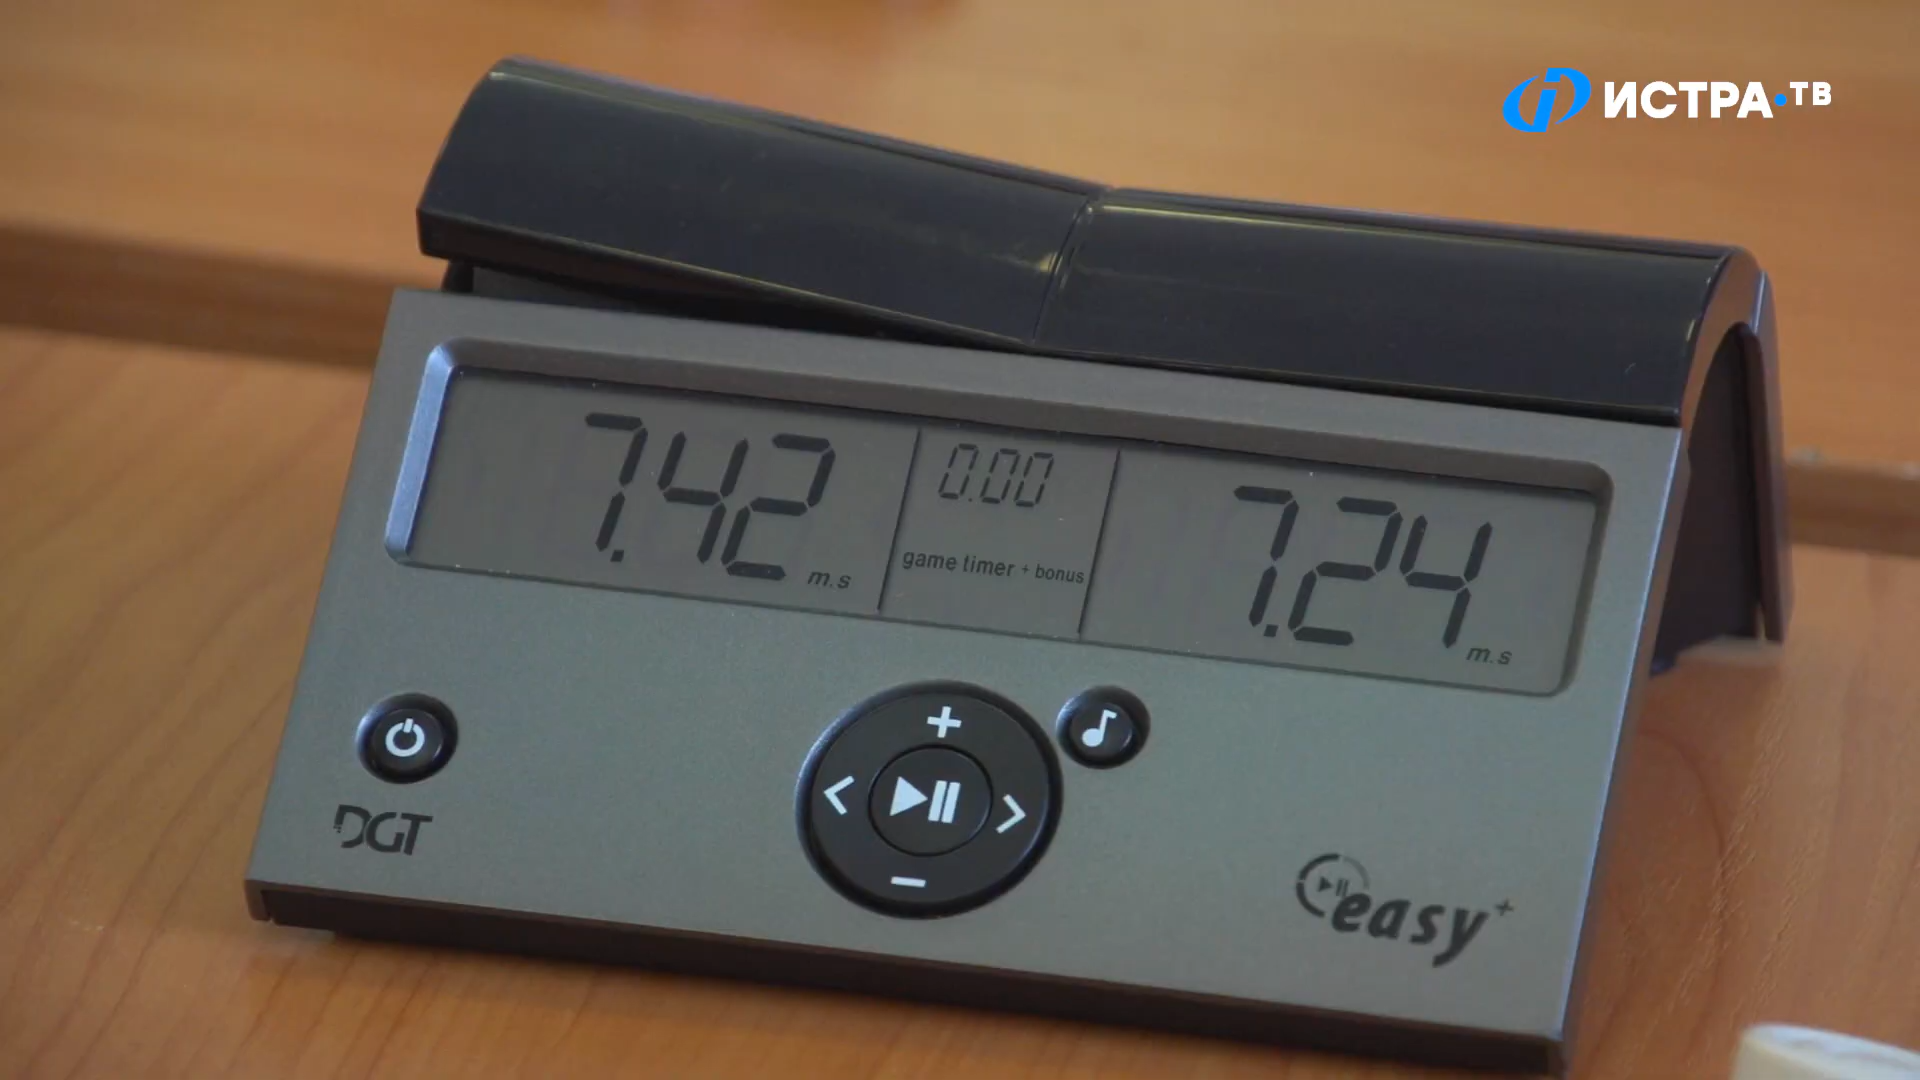 ИСТРА.ТВ
7.42 m.s
0.00
game timer + bonus
7.24 m.s
DGT
easy+